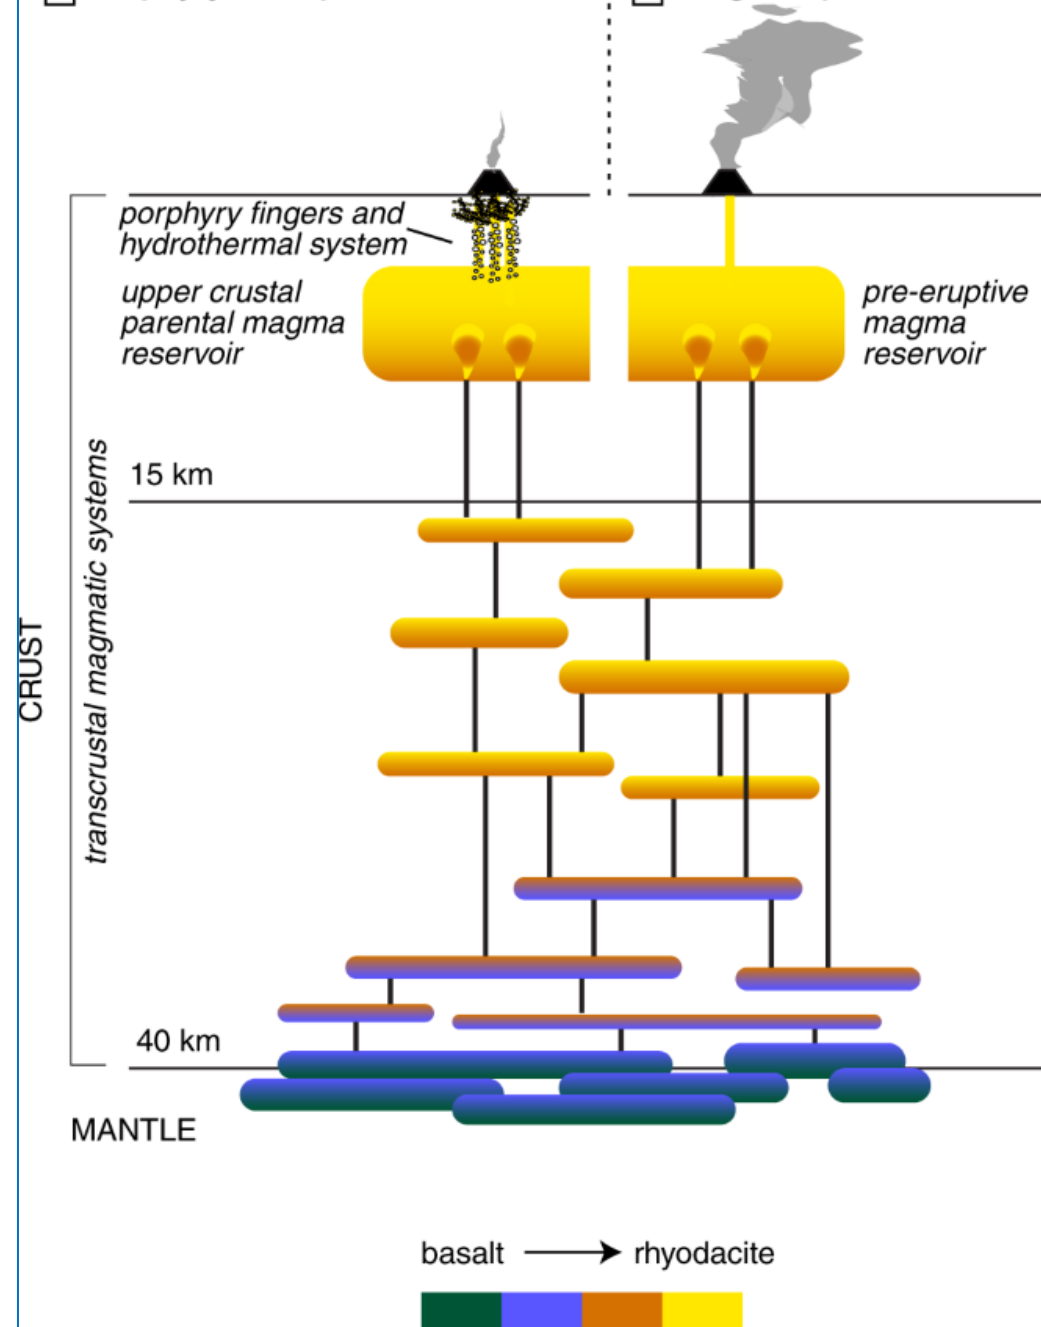 porphyry fingers and
hydrothermal system
upper crustal
parental magma
reservoir
pre-eruptive
magma
reservoir
15 km
transcrustal magmatic systems
CRUST
40 km
MANTLE
basalt
rhyodacite